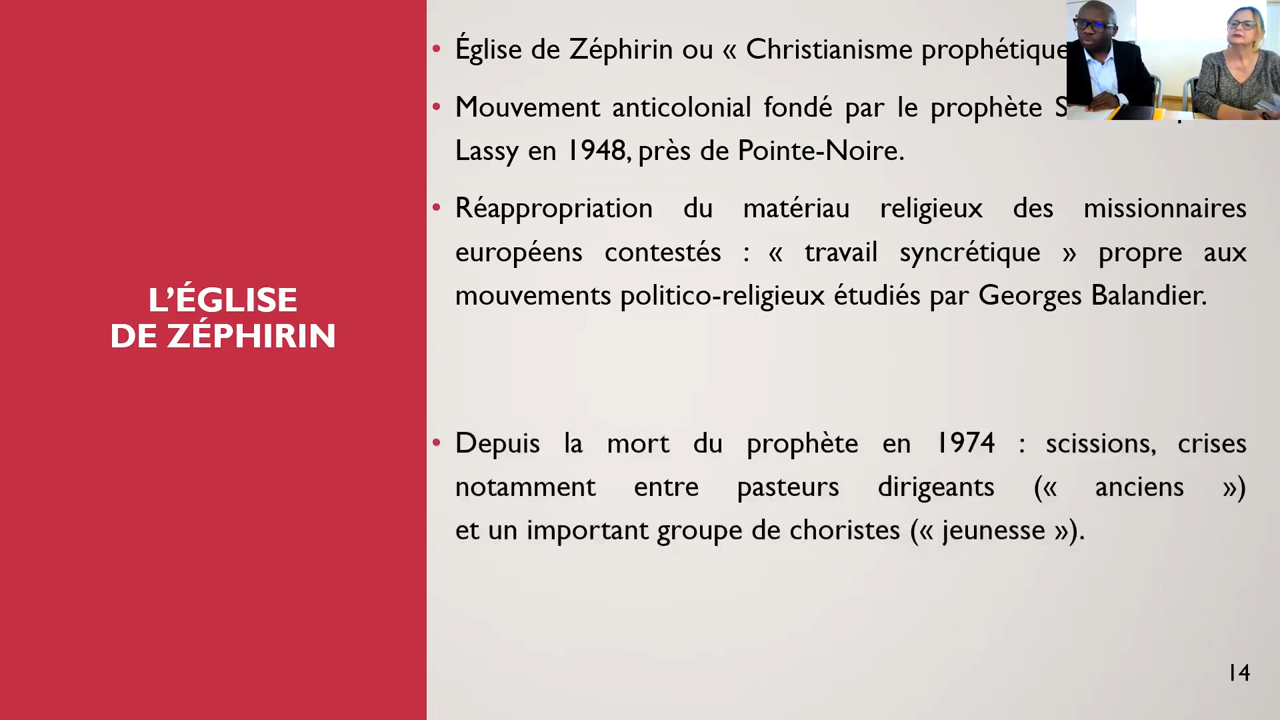 L'ÉGLISE
DE ZÉPHIRIN
• Église de Zéphirin ou « Christianisme prophétique
• Mouvement anticolonial fondé par le prophète
Lassy en 1948, près de Pointe-Noire.
• Réappropriation du matériau religieux des missionnaires
européens contestés : « travail syncrétique » propre aux
mouvements politico-religieux étudiés par Georges Balandier.
• Depuis la mort du prophète en 1974 : scissions, crises
notamment entre pasteurs dirigeants (« anciens »)
et un important groupe de choristes (« jeunesse »).
14